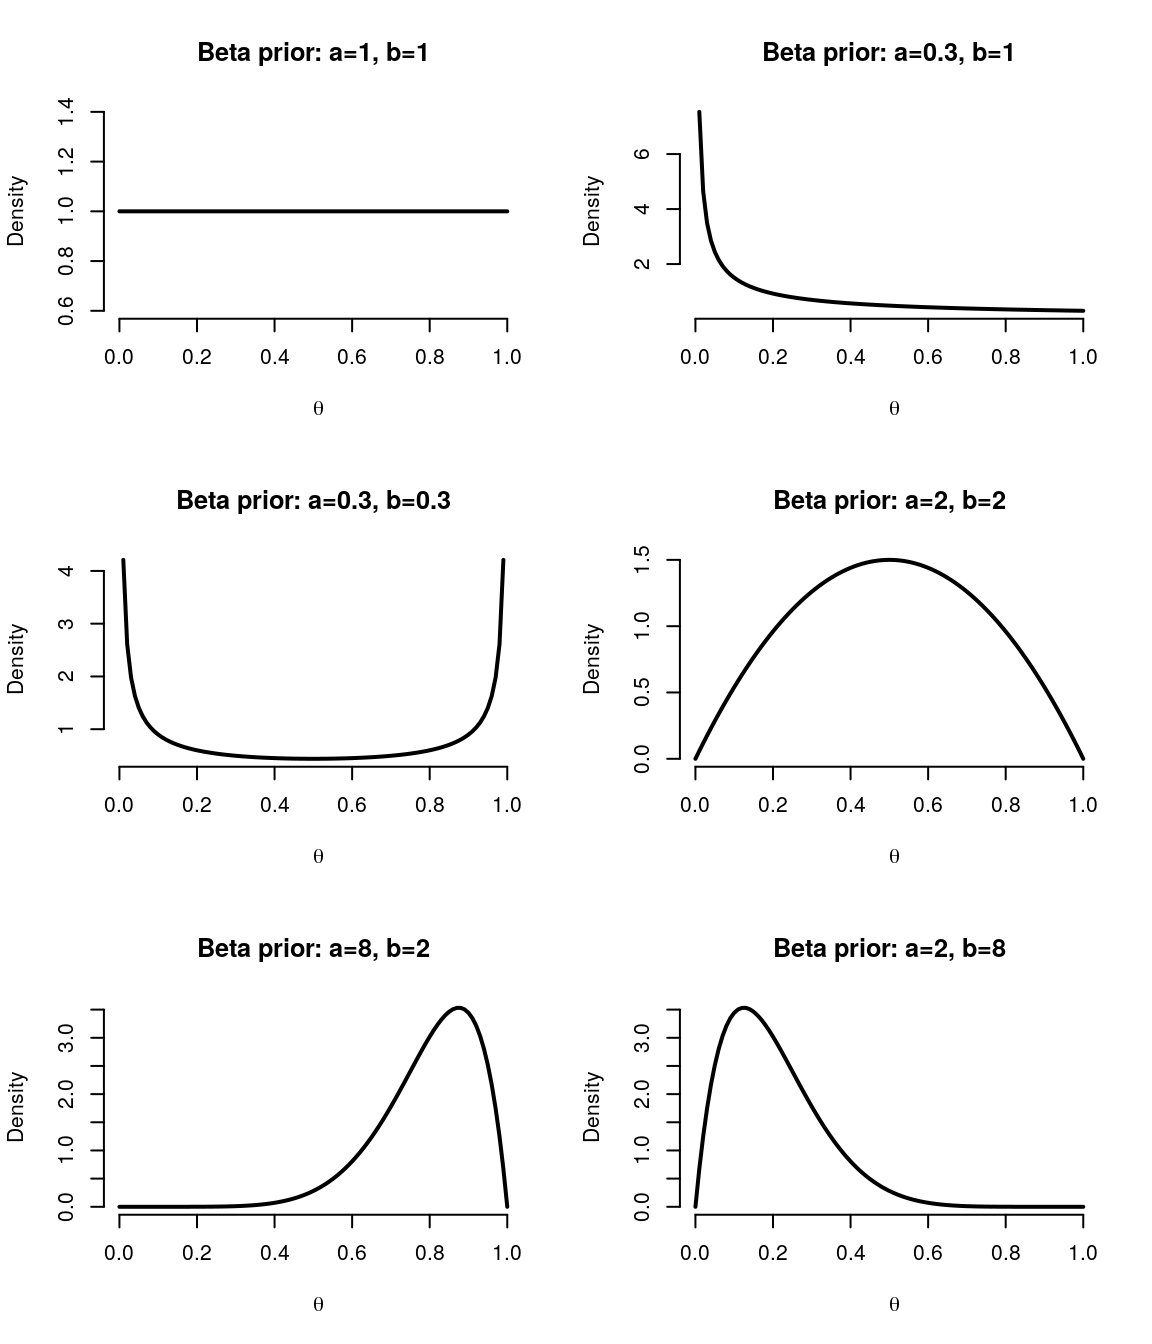 Beta prior: a=1, b=1
Density
1.4
1.2
1.0
0.8
0.6
0.0 0.2 0.4 0.6 0.8 1.0
θ
Beta prior: a=0.3, b=1
Density
6
4
2
0.0 0.2 0.4 0.6 0.8 1.0
θ
Beta prior: a=0.3, b=0.3
Density
4
3
2
1
0.0 0.2 0.4 0.6 0.8 1.0
θ
Beta prior: a=2, b=2
Density
1.5
1.0
0.5
0.0
0.0 0.2 0.4 0.6 0.8 1.0
θ
Beta prior: a=8, b=2
Density
3.0
2.0
1.0
0.0
0.0 0.2 0.4 0.6 0.8 1.0
θ
Beta prior: a=2, b=8
Density
3.0
2.0
1.0
0.0
0.0 0.2 0.4 0.6 0.8 1.0
θ